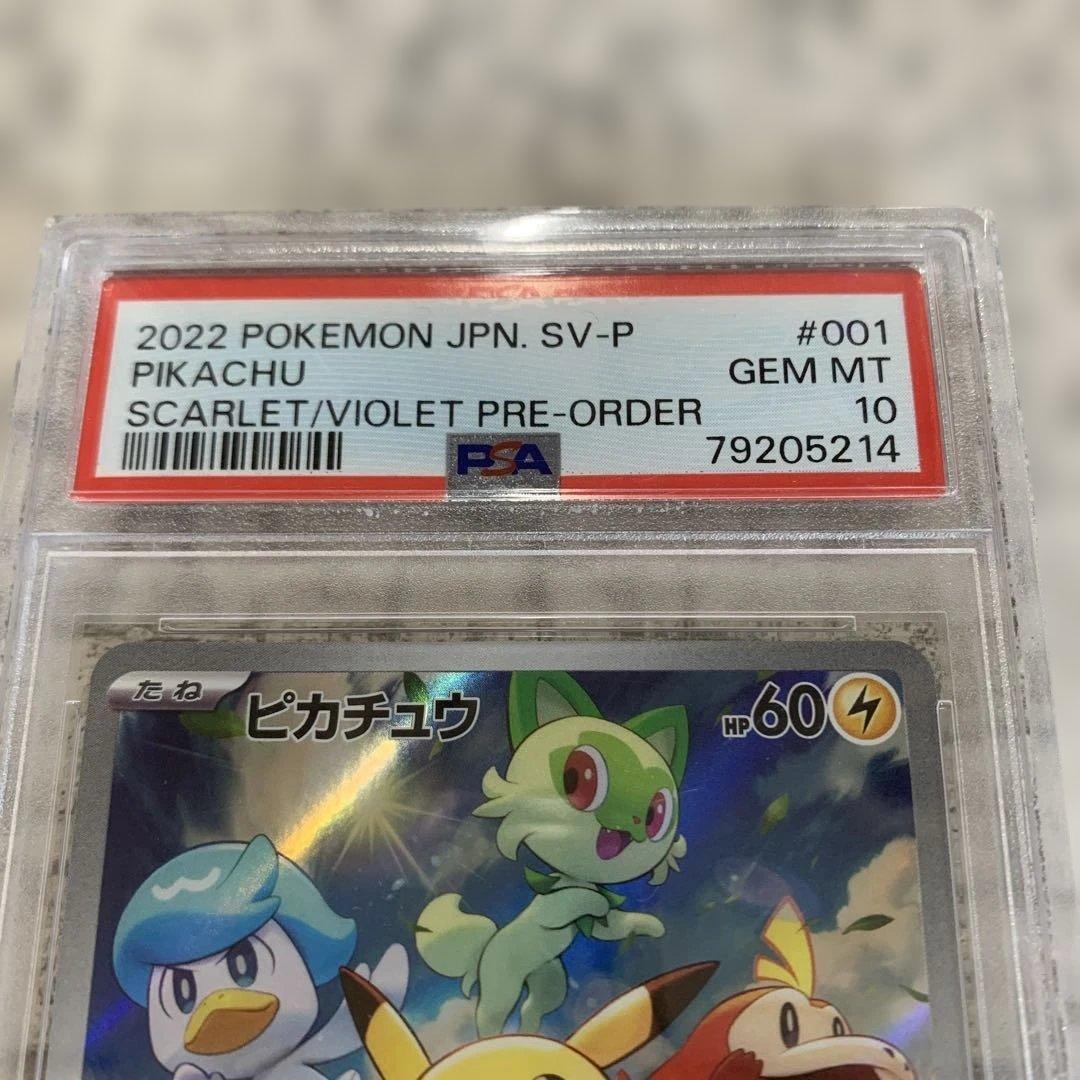 2022 POKEMON JPN. SV-P #001
PIKACHU GEM MT
SCARLET/VIOLET PRE-ORDER 10
PSA 79205214
たね ピカチュウ HP60